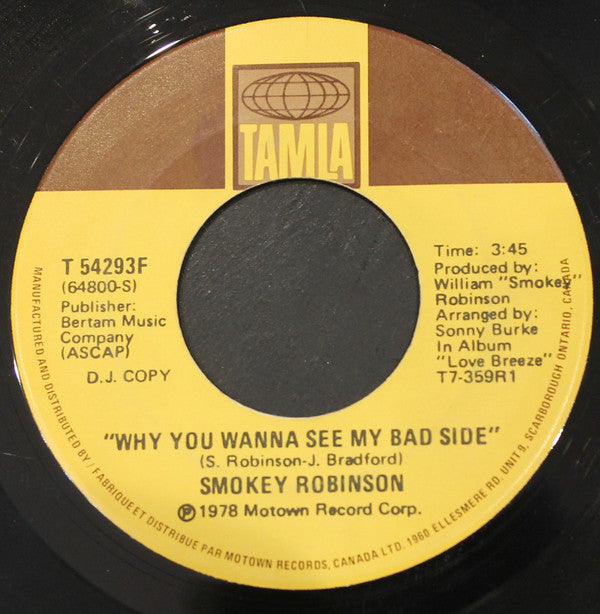 TAMLA
T 54293F
(64800-S)
Publisher:
Bertam Music
Company
(ASCAP)
D.J. COPY
Time: 3:45
Produced by:
William "Smokey"
Robinson
Arranged by:
Sonny Burke
In Album
"Love Breeze"
T7-359R1
"WHY YOU WANNA SEE MY BAD SIDE"
(S. Robinson-J. Bradford)
SMOKEY ROBINSON
℗ 1978 Motown Record Corp.
MANUFACTURED AND DISTRIBUTED BY / FABRIQUE ET DISTRIBUE PAR MOTOWN RECORDS, CANADA LTD. 1960 ELLESMERE RD. UNIT 9, SCARBOROUGH ONTARIO, CANADA